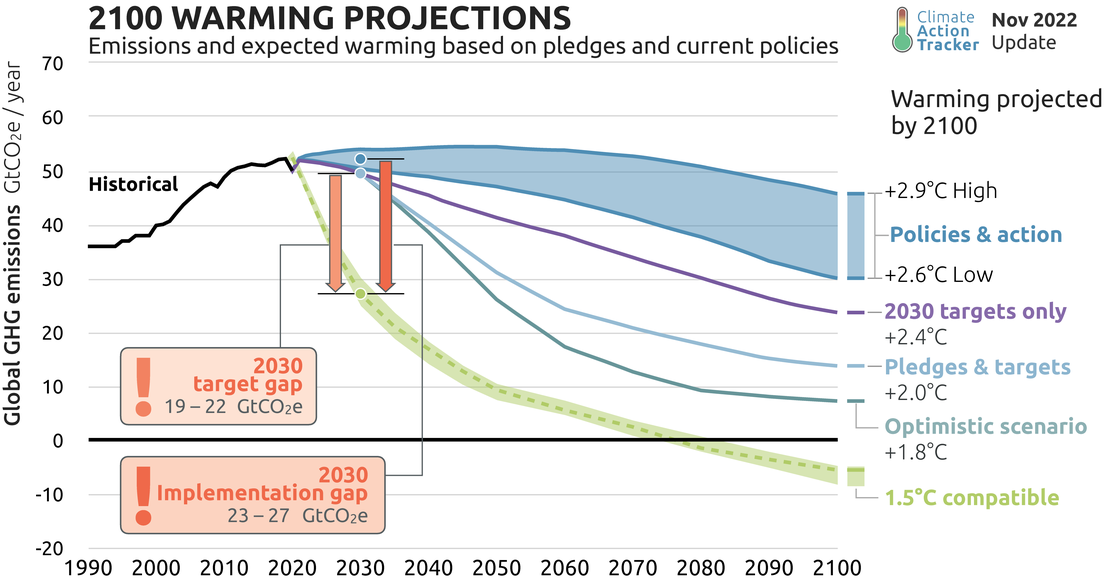 2100 WARMING PROJECTIONS
Emissions and expected warming based on pledges and current policies
Climate
Action
Tracker
Nov 2022
Update
Global GHG emissions GtCO₂e / year
70
60
50
40
30
20
10
0
-10
-20
1990 2000 2010 2020 2030 2040 2050 2060 2070 2080 2090 2100
Historical
2030
target gap
19 – 22 GtCO₂e
2030
Implementation gap
23 – 27 GtCO₂e
Warming projected
by 2100
+2.9°C High
Policies & action
+2.6°C Low
2030 targets only
+2.4°C
Pledges & targets
+2.0°C
Optimistic scenario
+1.8°C
1.5°C compatible